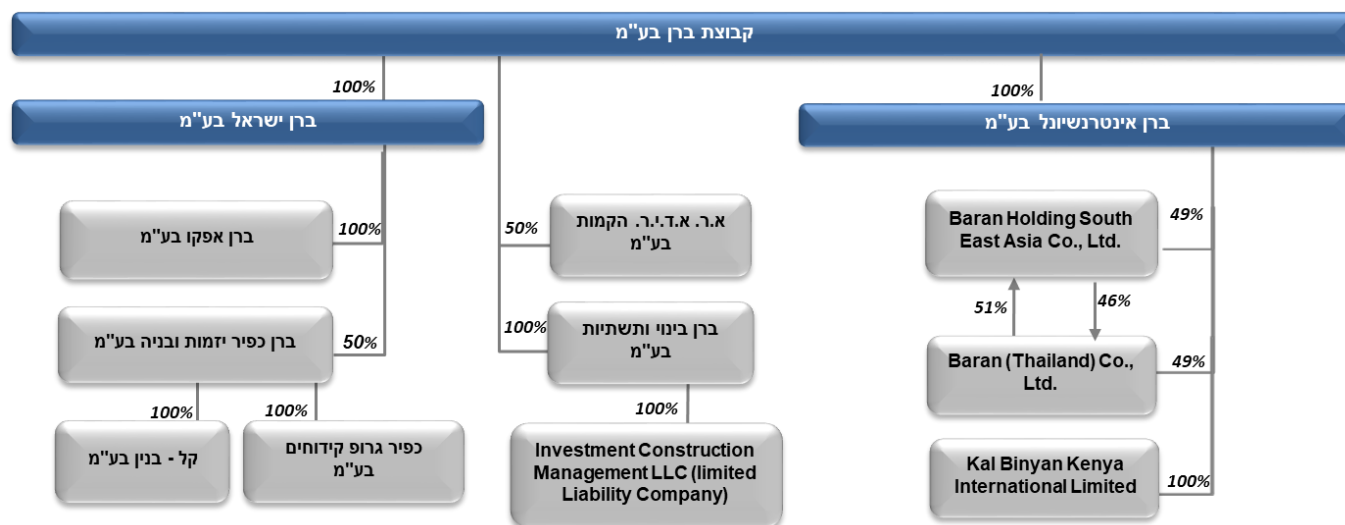 קבוצת ברן בע"מ
100%
100%
ברן ישראל בע"מ
ברן אינטרנשיונל בע"מ
ברן אפקו בע"מ
100%
א.ר. א.ד.י.ר. הקמות
בע"מ
50%
Baran Holding South
East Asia Co., Ltd.
49%
51%
46%
ברן כפיר יזמות ובניה בע"מ
50%
ברן בינוי ותשתיות
בע"מ
100%
Baran (Thailand) Co.,
Ltd.
49%
100%
100%
100%
קל - בנין בע"מ
כפיר גרופ קידוחים
בע"מ
Investment Construction
Management LLC (limited
Liability Company)
Kal Binyan Kenya
International Limited
100%